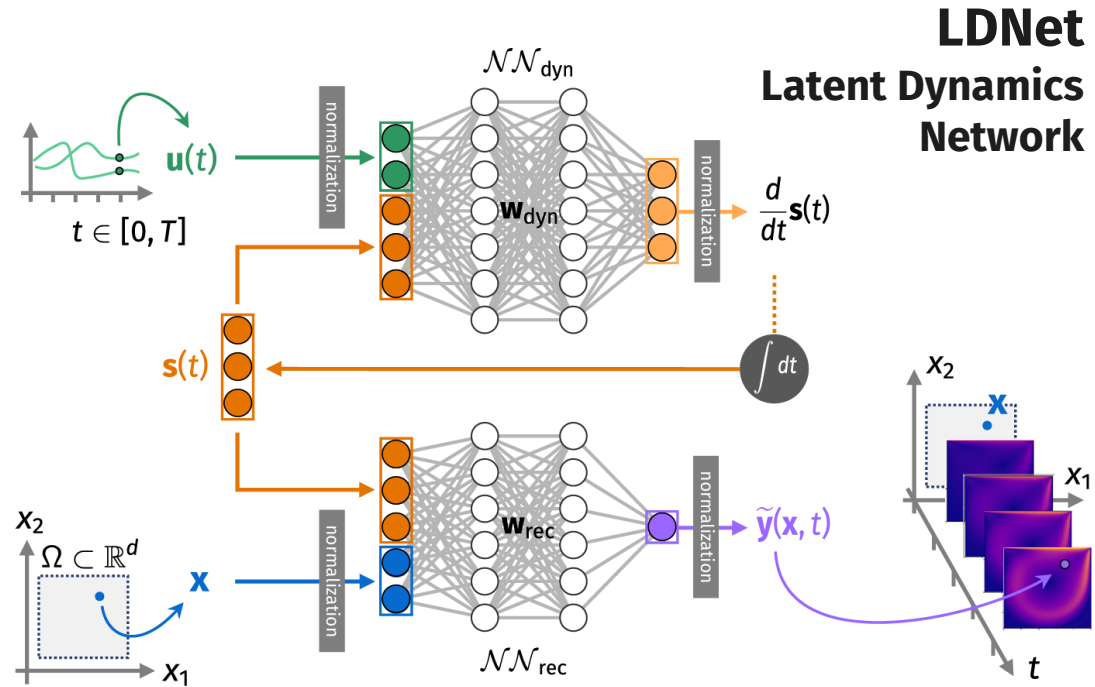 LDNet
Latent Dynamics
Network
𝒩𝒩dyn
normalization
u(t)
t ∈ [0, T]
wdyn
normalization
d/dt s(t)
s(t)
∫ dt
x2
x
x1
t
wrec
normalization
ỹ(x, t)
x2
Ω ⊂ ℝᵈ
x
x1
normalization
𝒩𝒩rec